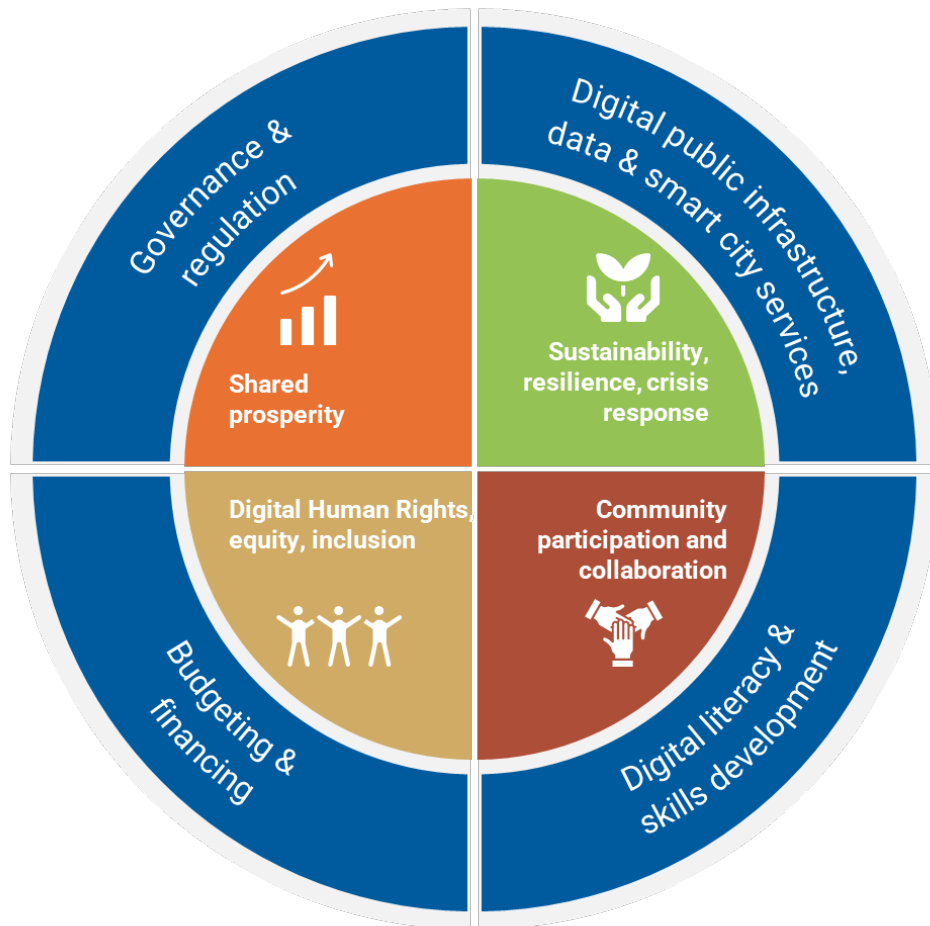 Governance &
regulation
Digital public infrastructure,
data & smart city services
Shared
prosperity
Sustainability,
resilience, crisis
response
Digital Human Rights,
equity, inclusion
Community
participation and
collaboration
Budgeting &
financing
Digital literacy &
skills development